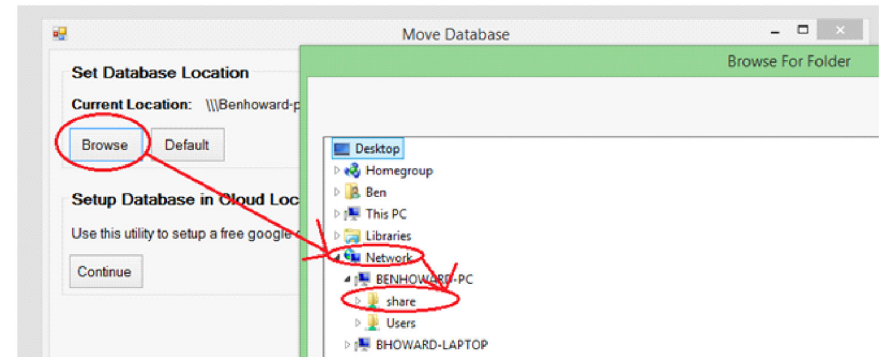 Move Database
Browse For Folder
Set Database Location
Current Location: \\\Benhoward-p
Browse Default
Setup Database in Cloud Loc
Use this utility to setup a free google
Continue
Desktop
Homegroup
Ben
This PC
Libraries
Network
BENHOWARD-PC
share
Users
BHOWARD-LAPTOP